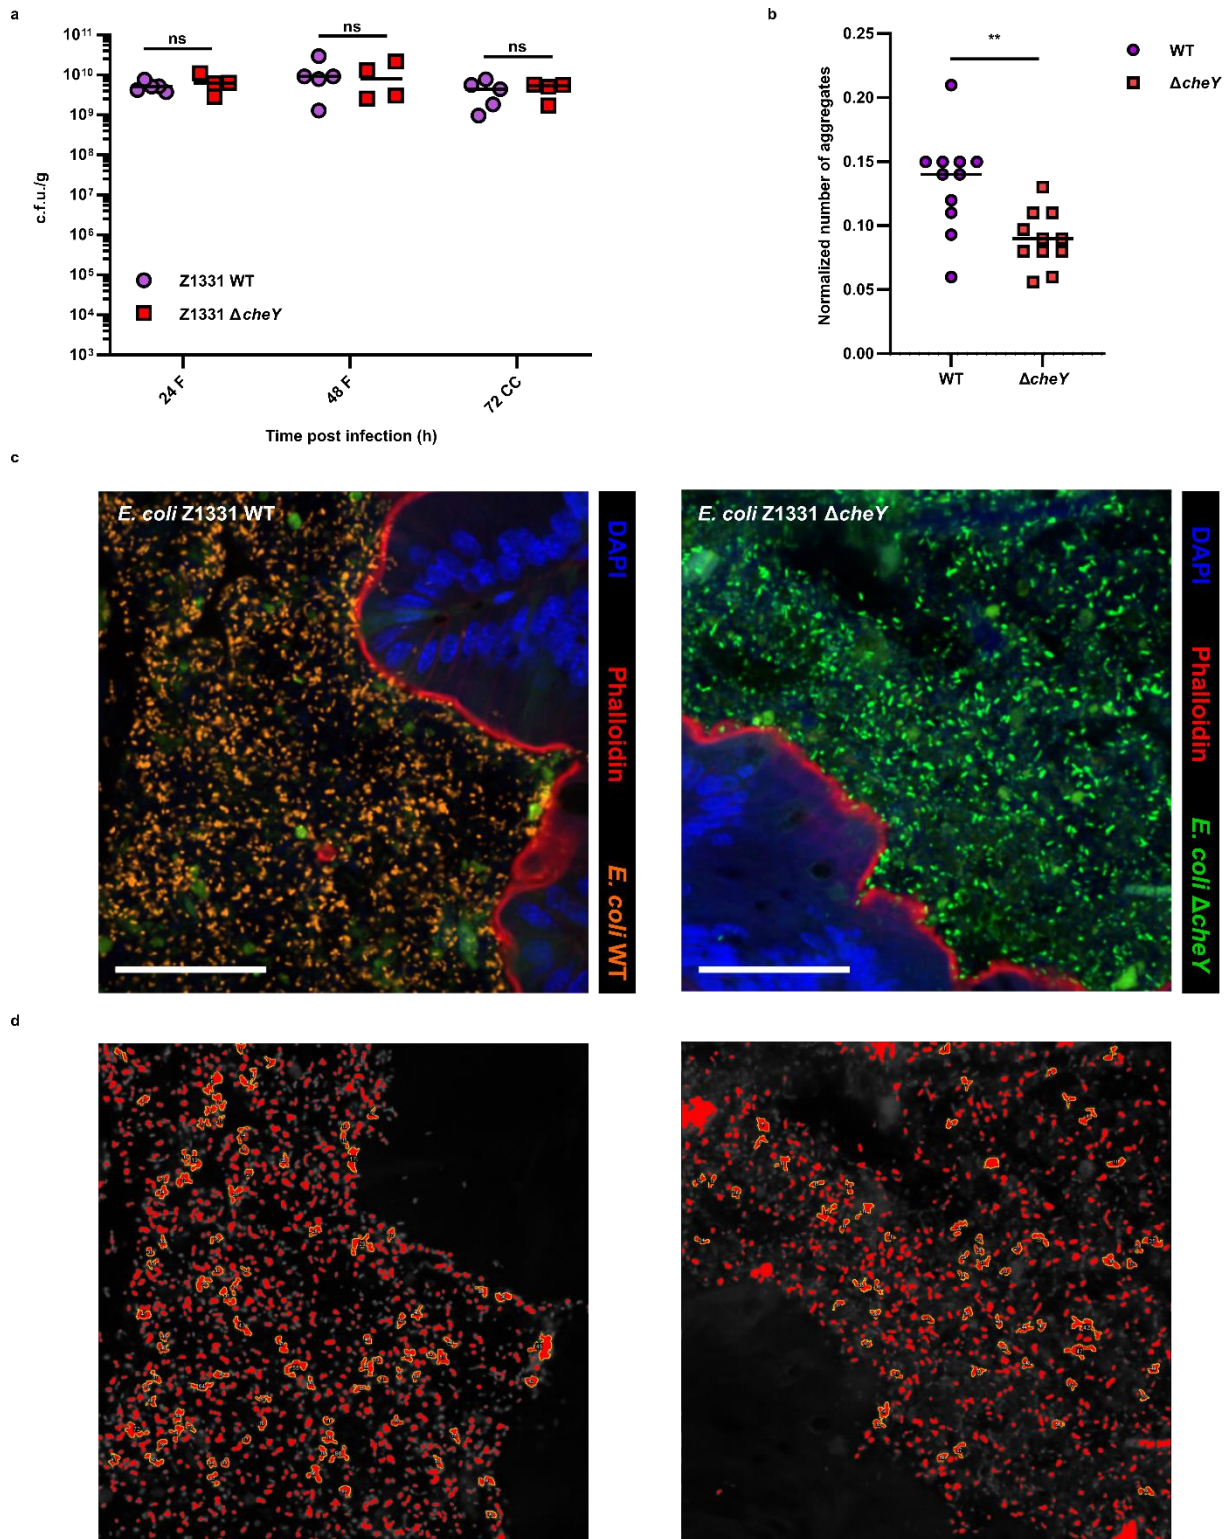 a
ns
ns
ns
10¹¹
10¹⁰
10⁹
10⁸
10⁷
10⁶
10⁵
10⁴
10³
c.f.u./g
Z1331 WT
Z1331 ΔcheY
24 F
48 F
72 CC
Time post infection (h)
b
**
0.25
0.20
0.15
0.10
0.05
0.00
Normalized number of aggregates
WT
ΔcheY
WT
ΔcheY
c
E. coli Z1331 WT
DAPI
Phalloidin
E. coli WT
E. coli Z1331 ΔcheY
DAPI
Phalloidin
E. coli ΔcheY
d